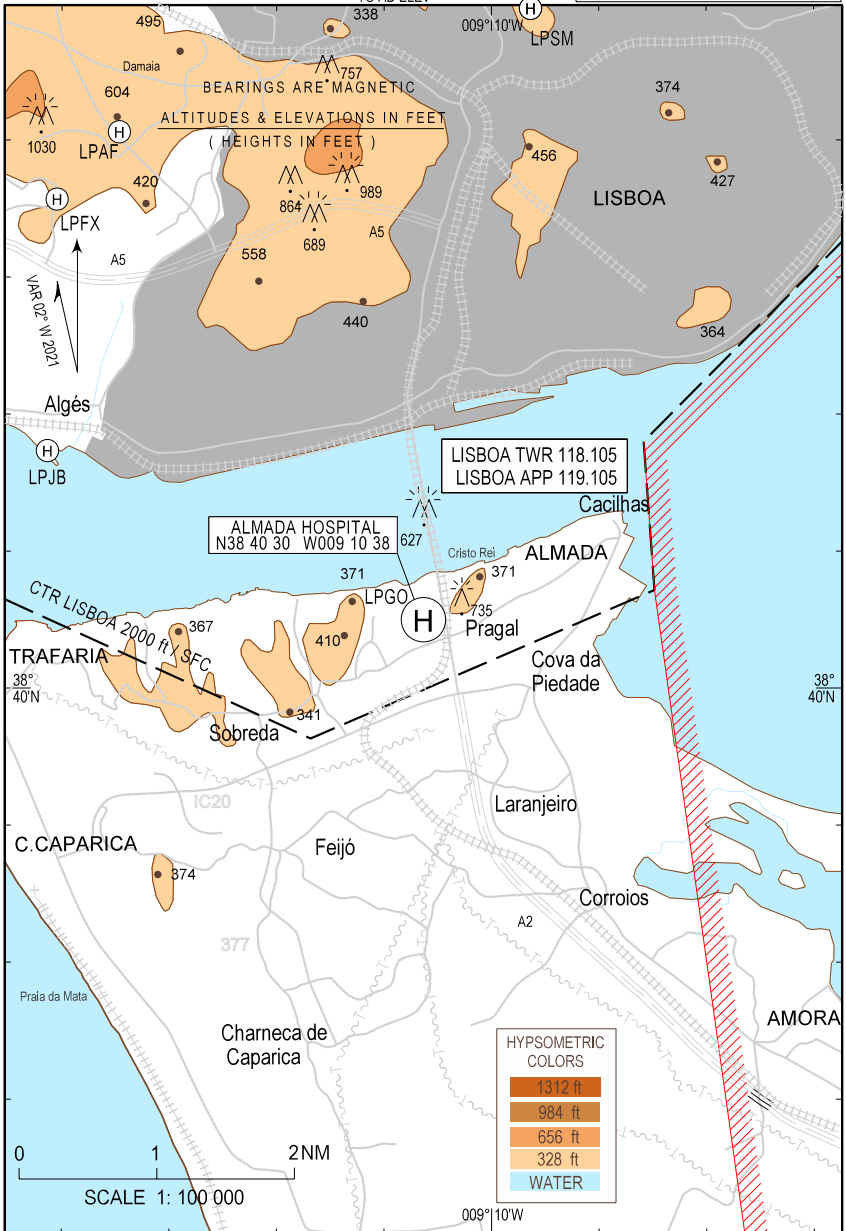 495
338
009°10'W
LPSM
Damaia
757
BEARINGS ARE MAGNETIC
374
604
ALTITUDES & ELEVATIONS IN FEET
H
( HEIGHTS IN FEET )
1030
LPAF
456
427
864
989
LISBOA
420
H
LPFX
689
A5
A5
558
VAR 02° W 2021
440
364
Algés
H
LPJB
LISBOA TWR 118.105
LISBOA APP 119.105
Cacilhas
ALMADA HOSPITAL
N38 40 30 W009 10 38
627
Cristo Rei
ALMADA
371
371
CTR LISBOA 2000 ft / SFC
LPGO
H
735
367
410
Pragal
TRAFARIA
Cova da
Piedade
38°
40'N
38°
40'N
341
Sobreda
IC20
Laranjeiro
C.CAPARICA
Feijó
374
Corroios
A2
377
Praia da Mata
AMORA
Charneca de
Caparica
HYPSOMETRIC
COLORS
1312 ft
984 ft
656 ft
328 ft
WATER
0 1 2NM
SCALE 1: 100 000
009°10'W
H